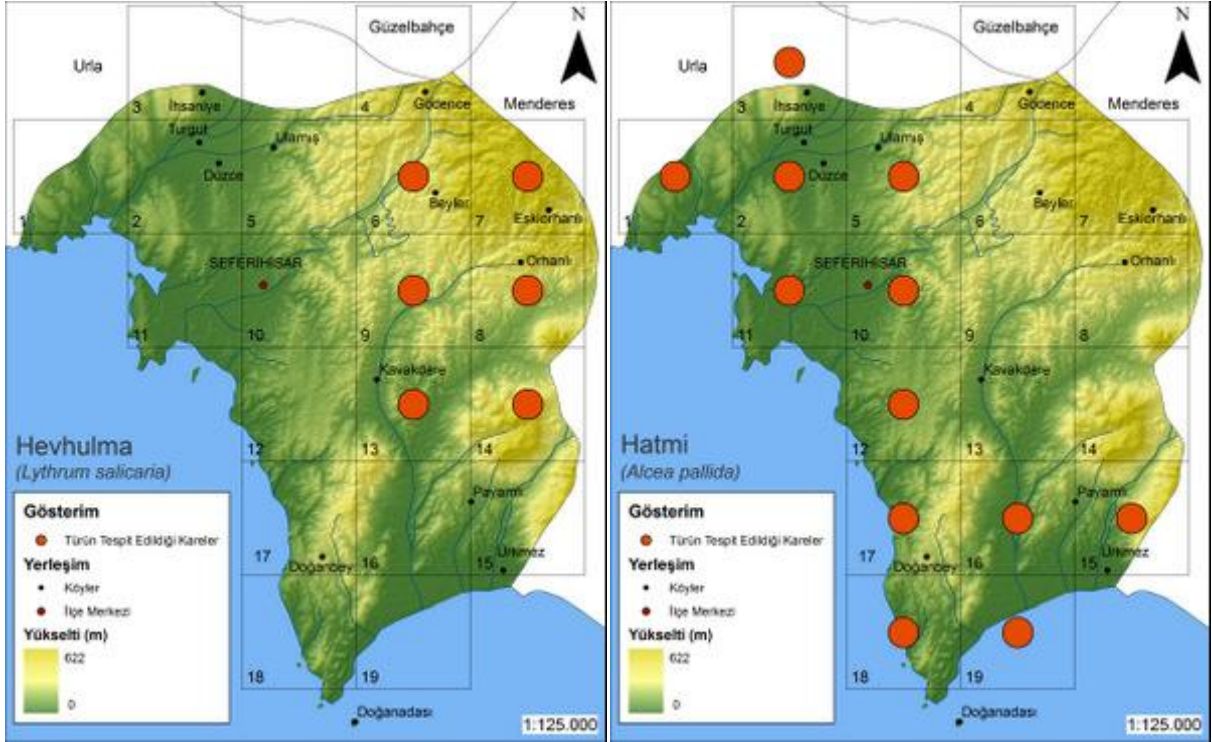 Güzelbahçe
N
Urla
3
4
İhsaniye
Gödence
Menderes
Turgut
Ulamış
Düzce
Beyler
Eskiorhanlı
1
2
5
6
7
SEFERİHİSAR
Orhanlı
11
10
9
8
Kavakdere
Hevhulma
(Lythrum salicaria)
12
13
14
Gösterim
Türün Tespit Edildiği Kareler
Yerleşim
Köyler
İlçe Merkezi
Yükselti (m)
622
0
Payamlı
17
Doğanbey
16
15
Ürkmez
18
19
Doğanadası
1:125.000
Güzelbahçe
N
Urla
3
4
İhsaniye
Gödence
Menderes
Turgut
Ulamış
Düzce
Beyler
Eskiorhanlı
1
2
5
6
7
SEFERİHİSAR
Orhanlı
11
10
9
8
Kavakdere
Hatmi
(Alcea pallida)
12
13
14
Gösterim
Türün Tespit Edildiği Kareler
Yerleşim
Köyler
İlçe Merkezi
Yükselti (m)
622
0
Payamlı
17
Doğanbey
16
15
Ürkmez
18
19
Doğanadası
1:125.000